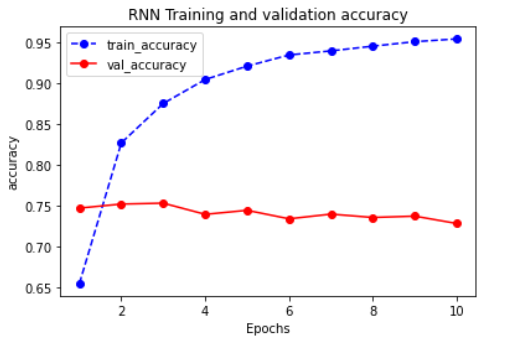 RNN Training and validation accuracy
train_accuracy
val_accuracy
0.95
0.90
0.85
0.80
0.75
0.70
0.65
accuracy
2
4
6
8
10
Epochs